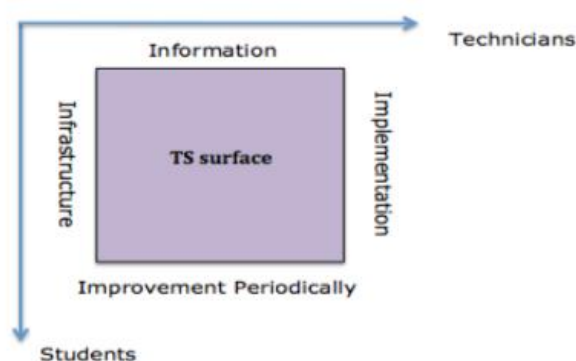 Technicians
Information
Infrastructure
TS surface
Implementation
Improvement Periodically
Students